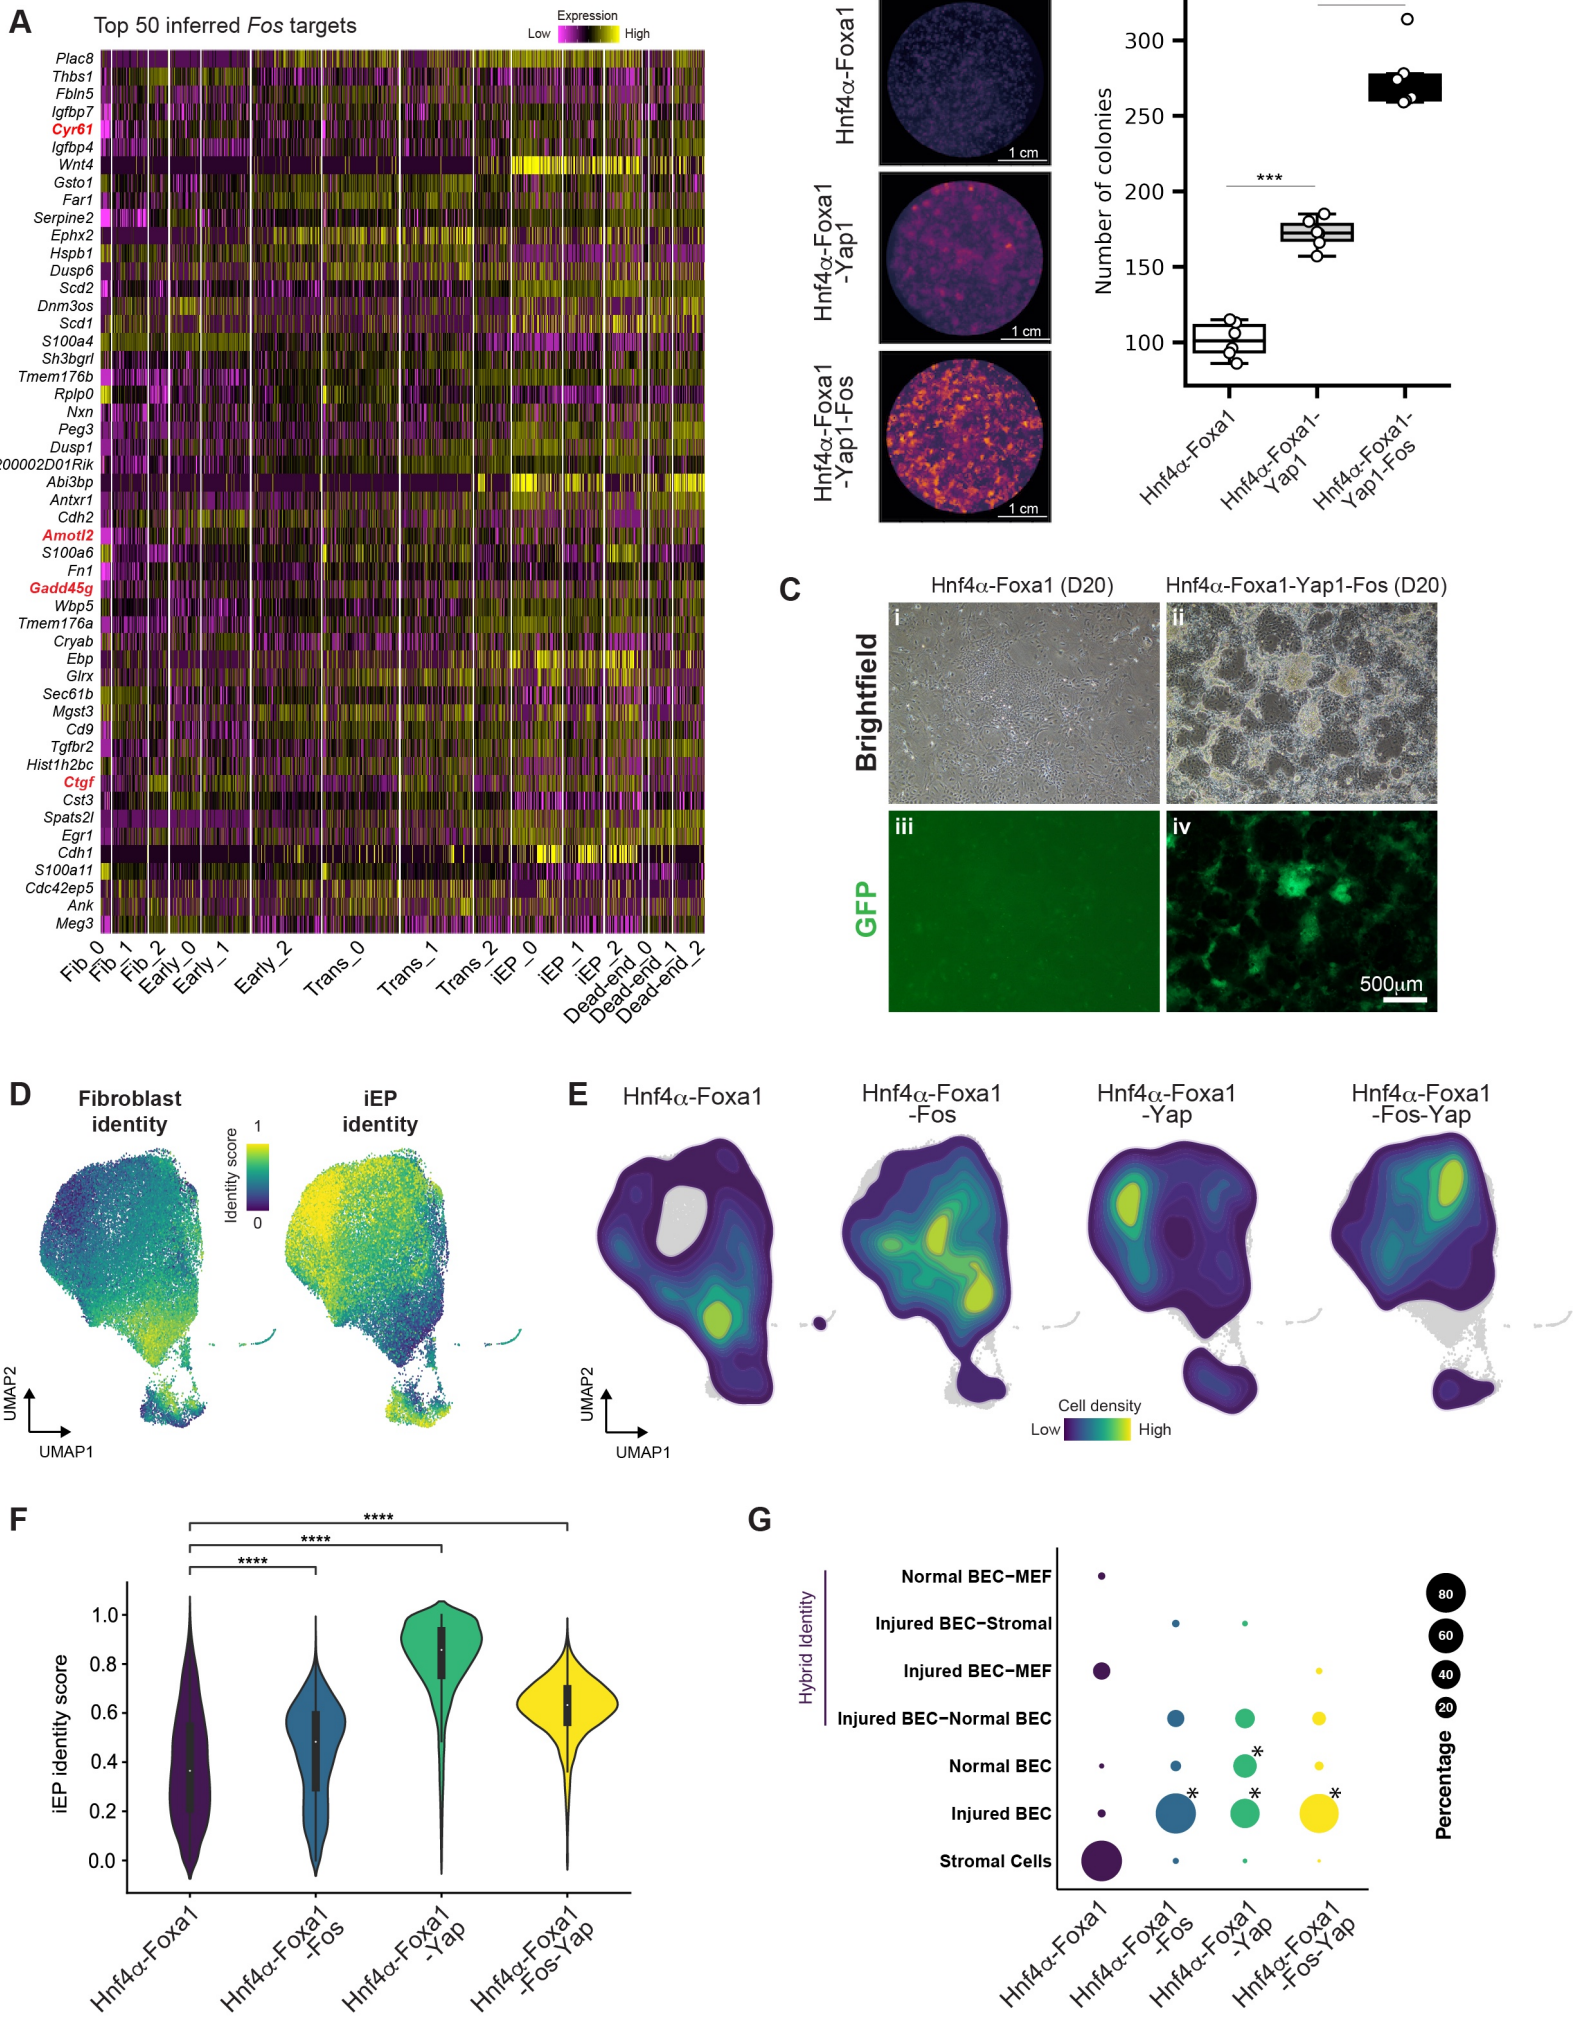 A
Top 50 inferred Fos targets
Expression
Low
High
Plac8
Thbs1
Fbln5
Igfbp7
Cyr61
Igfbp4
Wnt4
Gsto1
Far1
Serpine2
Ephx2
Hspb1
Dusp6
Scd2
Dnm3os
Scd1
S100a4
Sh3bgrl
Tmem176b
Rplp0
Nxn
Peg3
Dusp1
200002D01Rik
Abi3bp
Antxr1
Cdh2
Amotl2
S100a6
Fn1
Gadd45g
Wbp5
Tmem176a
Cryab
Ebp
Glrx
Sec61b
Mgst3
Cd9
Tgfbr2
Hist1h2bc
Ctgf
Cst3
Spats2l
Egr1
Cdh1
S100a11
Cdc42ep5
Ank
Meg3
Fib_0
Fib_1
Fib_2
Early_0
Early_1
Early_2
Trans_0
Trans_1
Trans_2
iEP_0
iEP_1
iEP_2
Dead-end_0
Dead-end_1
Dead-end_2
Hnf4α-Foxa1
1 cm
Hnf4α-Foxa1
-Yap1
1 cm
Hnf4α-Foxa1
-Yap1-Fos
1 cm
Number of colonies
300
250
200
150
100
***
Hnf4α-Foxa1
Hnf4α-Foxa1-
Yap1
Hnf4α-Foxa1-
Yap1-Fos
C
Hnf4α-Foxa1 (D20)
Hnf4α-Foxa1-Yap1-Fos (D20)
Brightfield
i
ii
GFP
iii
iv
500μm
D
Fibroblast
identity
iEP
identity
Identity score
1
0
UMAP2
UMAP1
E
Hnf4α-Foxa1
Hnf4α-Foxa1
-Fos
Hnf4α-Foxa1
-Yap
Hnf4α-Foxa1
-Fos-Yap
UMAP2
UMAP1
Cell density
Low
High
F
****
****
****
iEP identity score
1.0
0.8
0.6
0.4
0.2
0.0
Hnf4α-Foxa1
Hnf4α-Foxa1
-Fos
Hnf4α-Foxa1
-Yap
Hnf4α-Foxa1
-Fos-Yap
G
Hybrid Identity
Normal BEC−MEF
Injured BEC−Stromal
Injured BEC−MEF
Injured BEC−Normal BEC
Normal BEC
Injured BEC
Stromal Cells
*
*
*
*
80
60
40
20
Percentage
Hnf4α-Foxa1
Hnf4α-Foxa1
-Fos
Hnf4α-Foxa1
-Yap
Hnf4α-Foxa1
-Fos-Yap